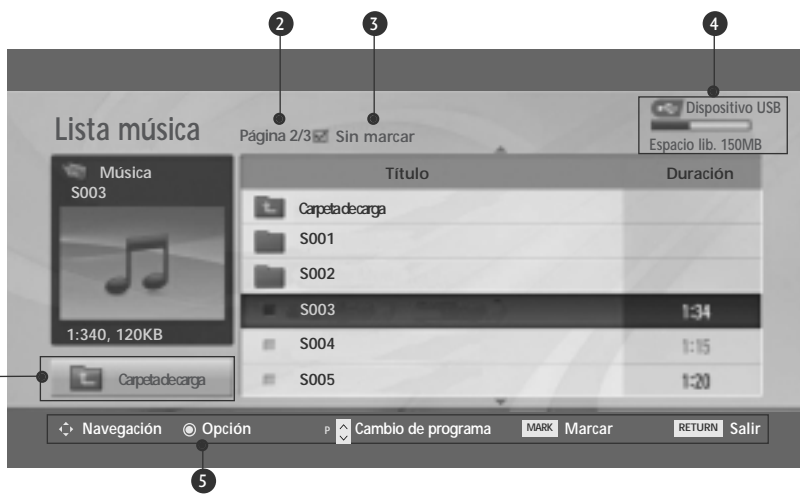 2 3 4
Dispositivo USB
Lista música Página 2/3 Sin marcar
Espacio lib. 150MB
Música
S003
1:340, 120KB
Carpeta de carga
Título Duración
Carpeta de carga
S001
S002
S003 1:34
S004 1:15
S005 1:20
Navegación Opción P Cambio de programa MARK Marcar RETURN Salir
5